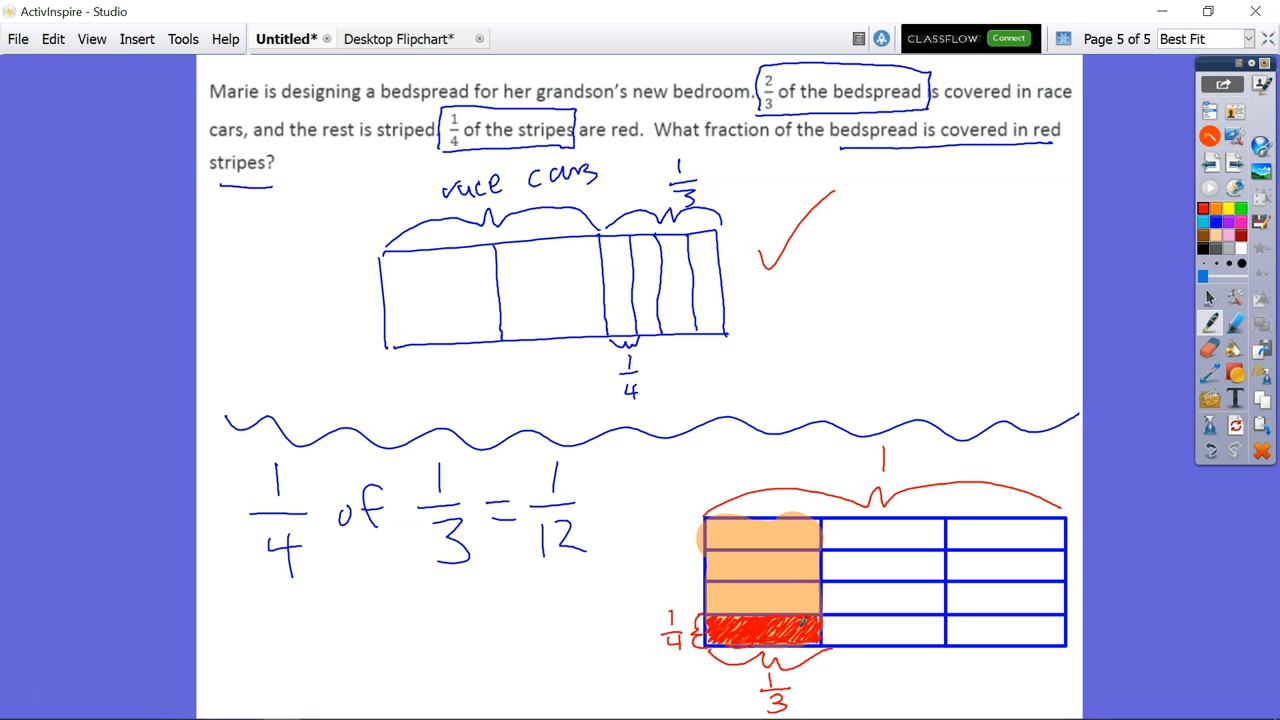 ActivInspire - Studio
File Edit View Insert Tools Help Untitled* Desktop Flipchart* CLASSFLOW Connect Page 5 of 5 Best Fit
Marie is designing a bedspread for her grandson's new bedroom. 2/3 of the bedspread is covered in race
cars, and the rest is striped. 1/4 of the stripes are red. What fraction of the bedspread is covered in red
stripes?
race cars 1/3
1/4
1/4 of 1/3 = 1/12
1
1/4
1/3